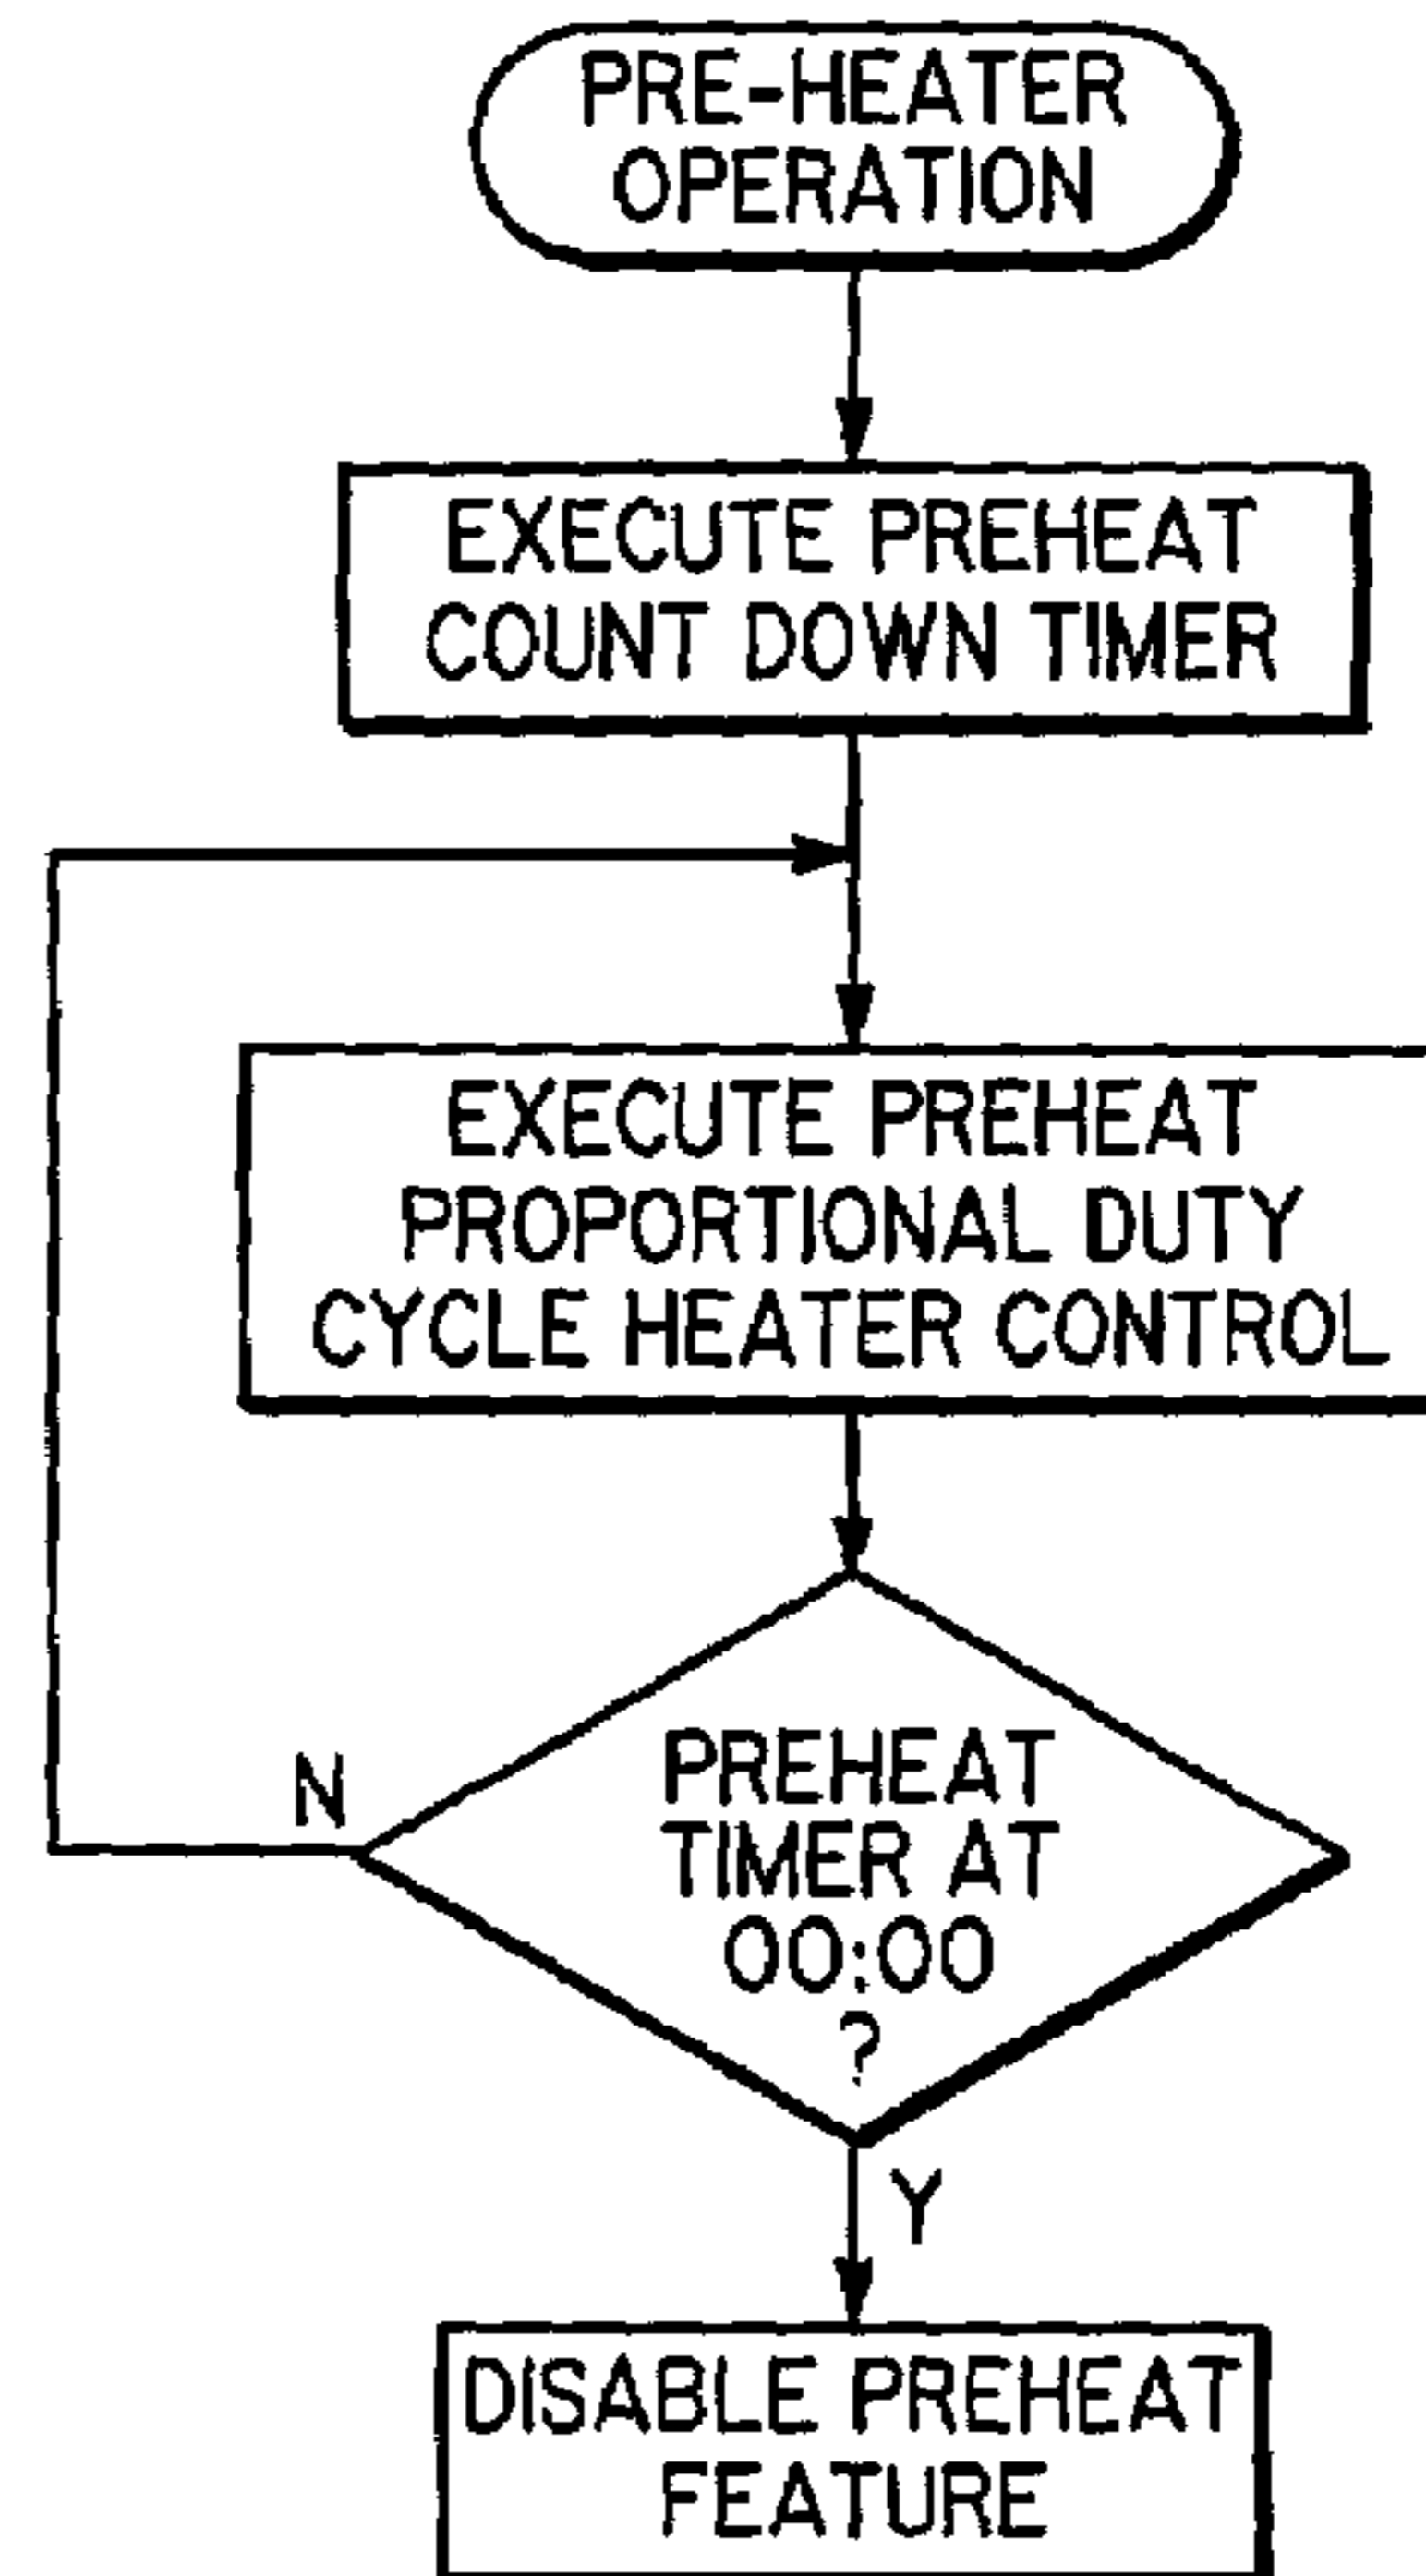 PRE-HEATER
OPERATION
EXECUTE PREHEAT
COUNT DOWN TIMER
EXECUTE PREHEAT
PROPORTIONAL DUTY
CYCLE HEATER CONTROL
N
PREHEAT
TIMER AT
00:00
?
Y
DISABLE PREHEAT
FEATURE